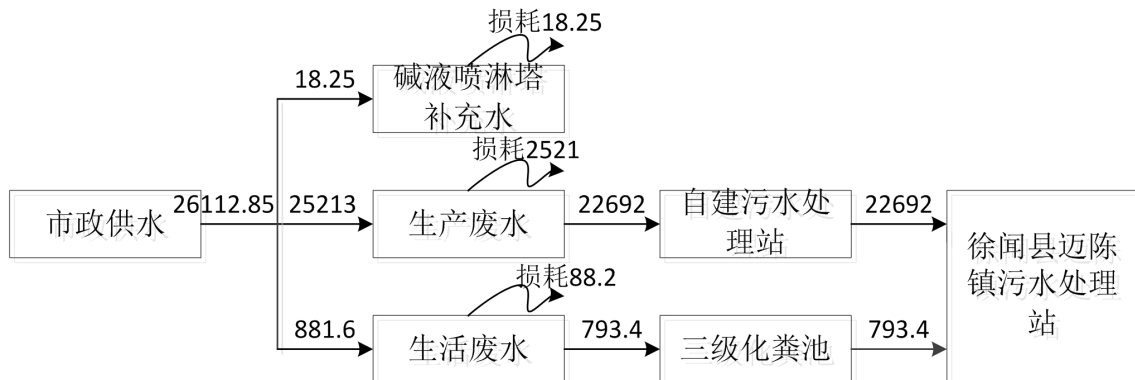 损耗18.25
18.25
碱液喷淋塔
补充水
损耗2521
市政供水
26112.85
25213
生产废水
22692
自建污水处
理站
22692
徐闻县迈陈
镇污水处理
站
损耗88.2
881.6
生活废水
793.4
三级化粪池
793.4